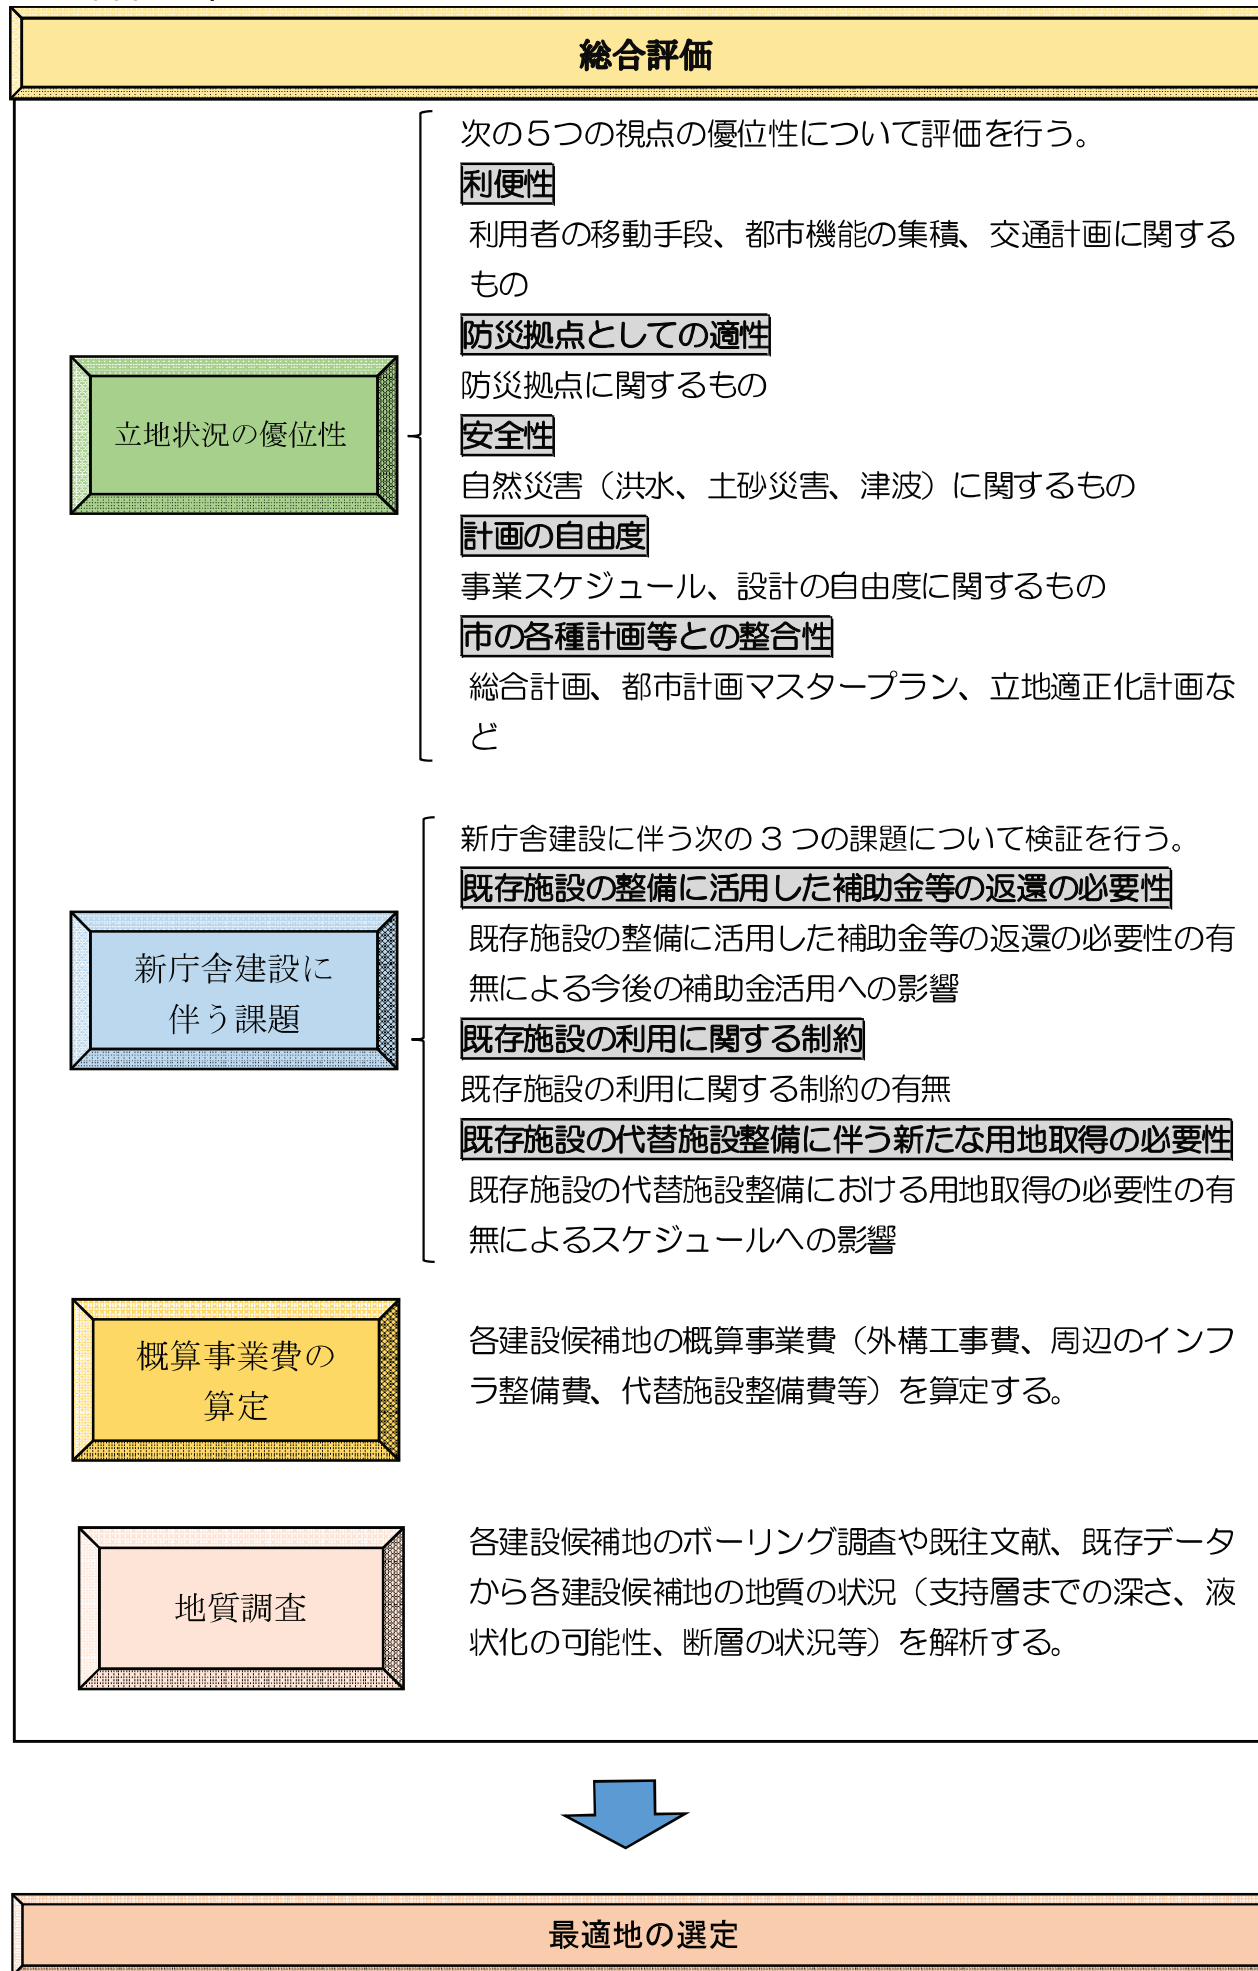 総合評価
立地状況の優位性
次の５つの視点の優位性について評価を行う。
利便性
利用者の移動手段、都市機能の集積、交通計画に関する
もの
防災拠点としての適性
防災拠点に関するもの
安全性
自然災害（洪水、土砂災害、津波）に関するもの
計画の自由度
事業スケジュール、設計の自由度に関するもの
市の各種計画等との整合性
総合計画、都市計画マスタープラン、立地適正化計画な
ど
新庁舎建設に
伴う課題
新庁舎建設に伴う次の 3 つの課題について検証を行う。
既存施設の整備に活用した補助金等の返還の必要性
既存施設の整備に活用した補助金等の返還の必要性の有
無による今後の補助金活用への影響
既存施設の利用に関する制約
既存施設の利用に関する制約の有無
既存施設の代替施設整備に伴う新たな用地取得の必要性
既存施設の代替施設整備における用地取得の必要性の有
無によるスケジュールへの影響
概算事業費の
算定
各建設候補地の概算事業費（外構工事費、周辺のインフ
ラ整備費、代替施設整備費等）を算定する。
地質調査
各建設候補地のボーリング調査や既往文献、既存データ
から各建設候補地の地質の状況（支持層までの深さ、液
状化の可能性、断層の状況等）を解析する。
最適地の選定